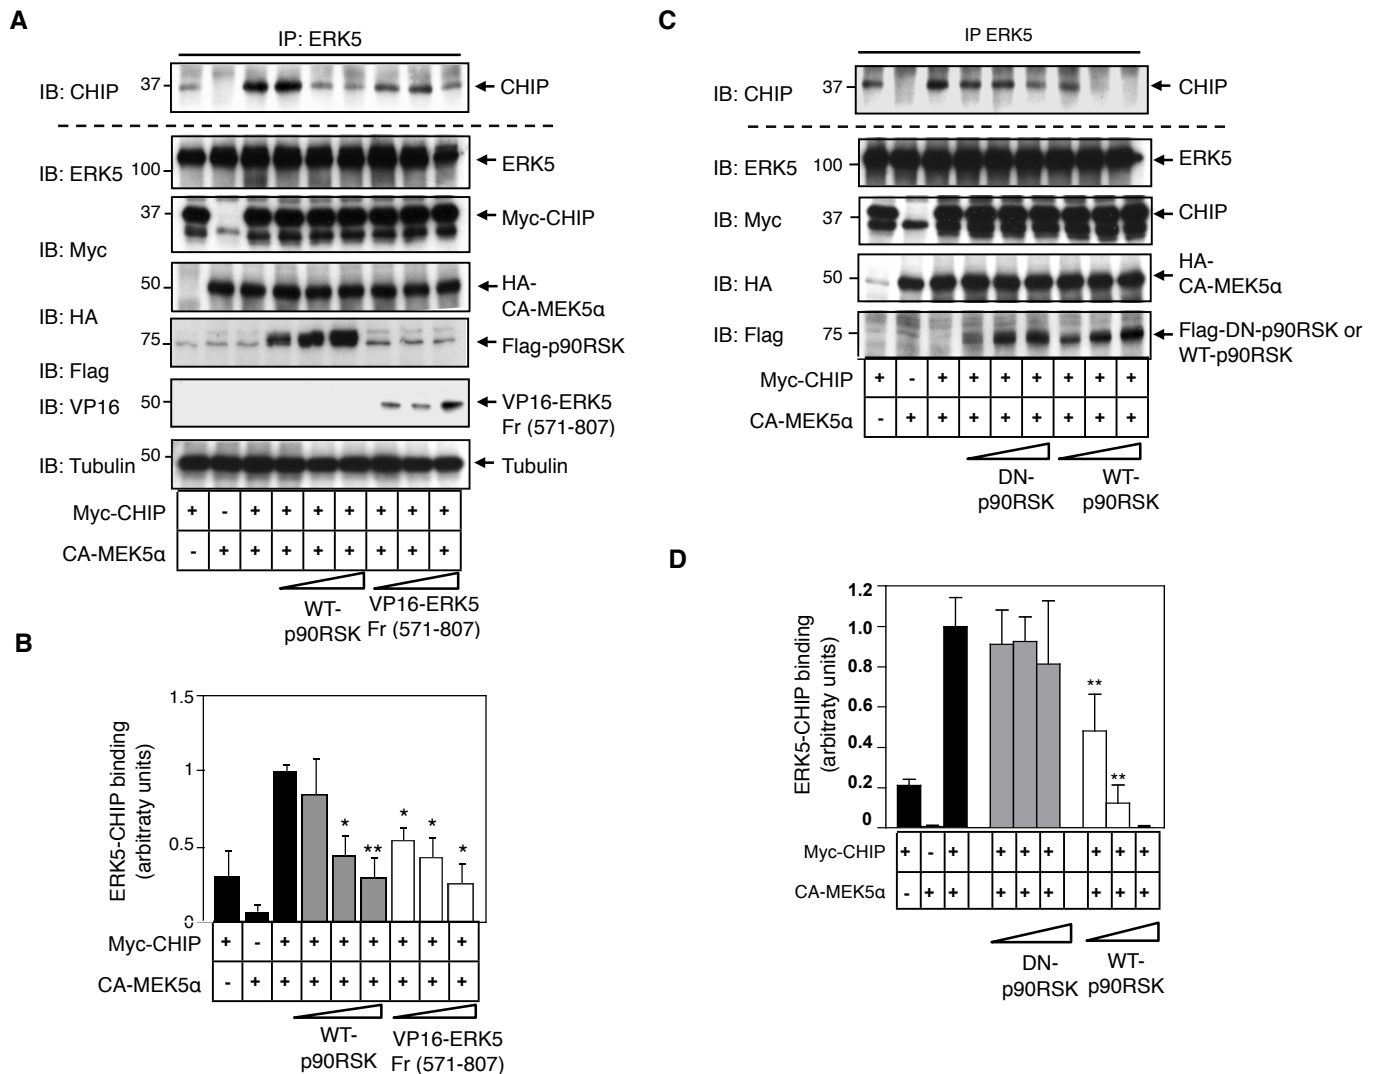 A
IP: ERK5
IB: CHIP
37
CHIP
IB: ERK5
100
ERK5
37
Myc-CHIP
IB: Myc
50
HA-
CA-MEK5α
IB: HA
75
Flag-p90RSK
IB: Flag
IB: VP16
50
VP16-ERK5
Fr (571-807)
IB: Tubulin
50
Tubulin
Myc-CHIP + - + + + + + + +
CA-MEK5α - + + + + + + + +
WT-
p90RSK
VP16-ERK5
Fr (571-807)
B
ERK5-CHIP binding
(arbitraty units)
1.5
1
0.5
0
* ** * * *
Myc-CHIP + - + + + + + + +
CA-MEK5α - + + + + + + + +
WT-
p90RSK
VP16-ERK5
Fr (571-807)
C
IP ERK5
IB: CHIP
37
CHIP
IB: ERK5
100
ERK5
IB: Myc
37
CHIP
IB: HA
50
HA-
CA-MEK5α
IB: Flag
75
Flag-DN-p90RSK or
WT-p90RSK
Myc-CHIP + - + + + + + + +
CA-MEK5α - + + + + + + + +
DN-
p90RSK
WT-
p90RSK
D
ERK5-CHIP binding
(arbitraty units)
1.2
1.0
0.8
0.6
0.4
0.2
0
** **
Myc-CHIP + - + + + + + + +
CA-MEK5α - + + + + + + + +
DN-
p90RSK
WT-
p90RSK